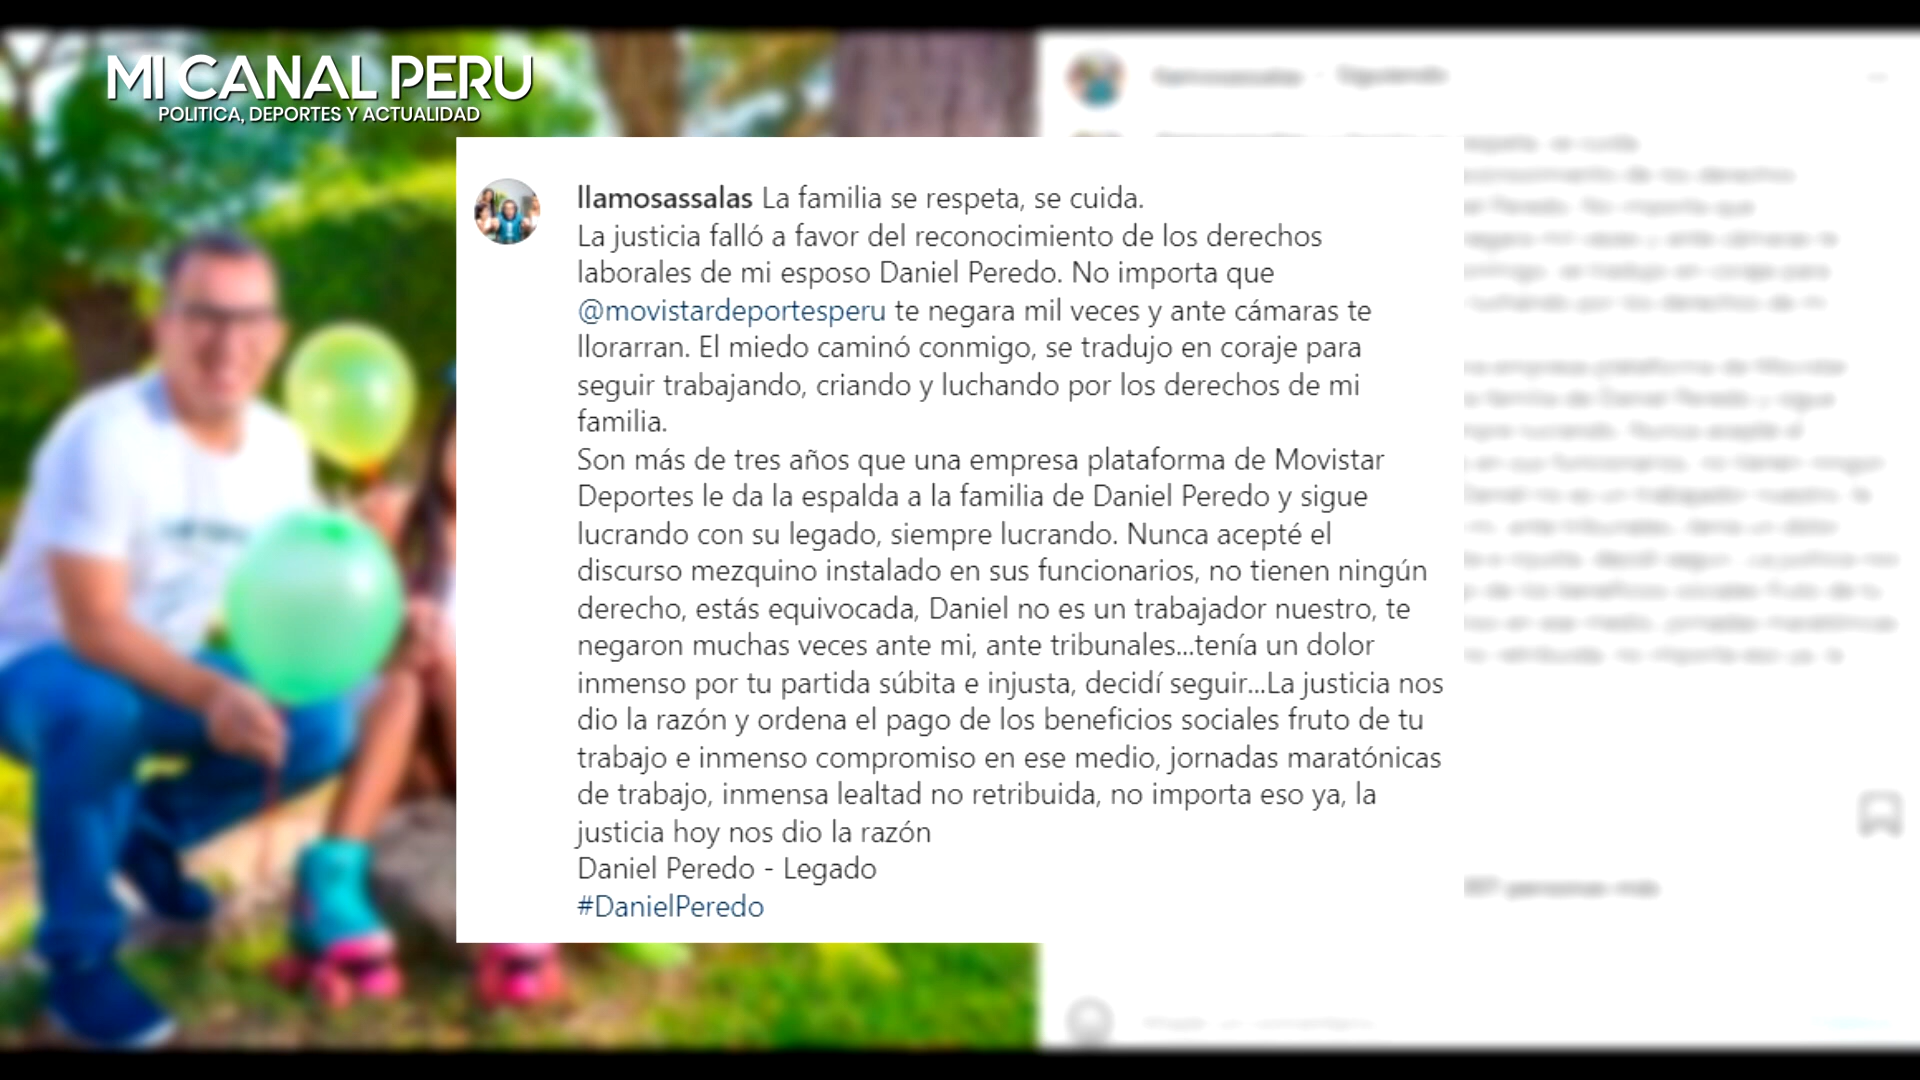 MI CANAL PERU
POLITICA, DEPORTES Y ACTUALIDAD
llamosassalas La familia se respeta, se cuida.
La justicia falló a favor del reconocimiento de los derechos
laborales de mi esposo Daniel Peredo. No importa que
@movistardeportesperu te negara mil veces y ante cámaras te
llorarran. El miedo caminó conmigo, se tradujo en coraje para
seguir trabajando, criando y luchando por los derechos de mi
familia.
Son más de tres años que una empresa plataforma de Movistar
Deportes le da la espalda a la familia de Daniel Peredo y sigue
lucrando con su legado, siempre lucrando. Nunca acepté el
discurso mezquino instalado en sus funcionarios, no tienen ningún
derecho, estás equivocada, Daniel no es un trabajador nuestro, te
negaron muchas veces ante mi, ante tribunales...tenía un dolor
inmenso por tu partida súbita e injusta, decidí seguir...La justicia nos
dio la razón y ordena el pago de los beneficios sociales fruto de tu
trabajo e inmenso compromiso en ese medio, jornadas maratónicas
de trabajo, inmensa lealtad no retribuida, no importa eso ya, la
justicia hoy nos dio la razón
Daniel Peredo - Legado
#DanielPeredo